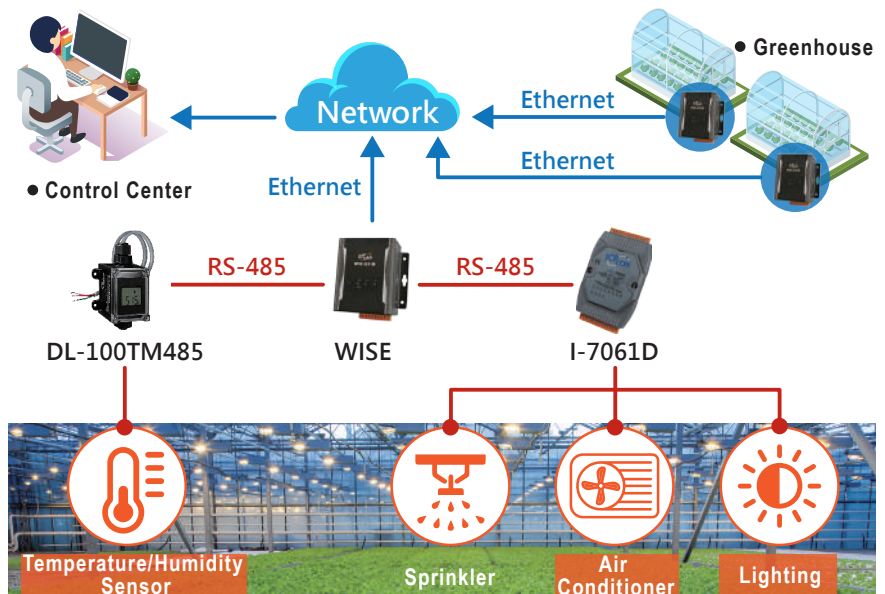 ● Greenhouse
Ethernet
Network
Ethernet
Ethernet
● Control Center
RS-485
RS-485
DL-100TM485
WISE
I-7061D
Temperature/Humidity
Sensor
Sprinkler
Air
Conditioner
Lighting